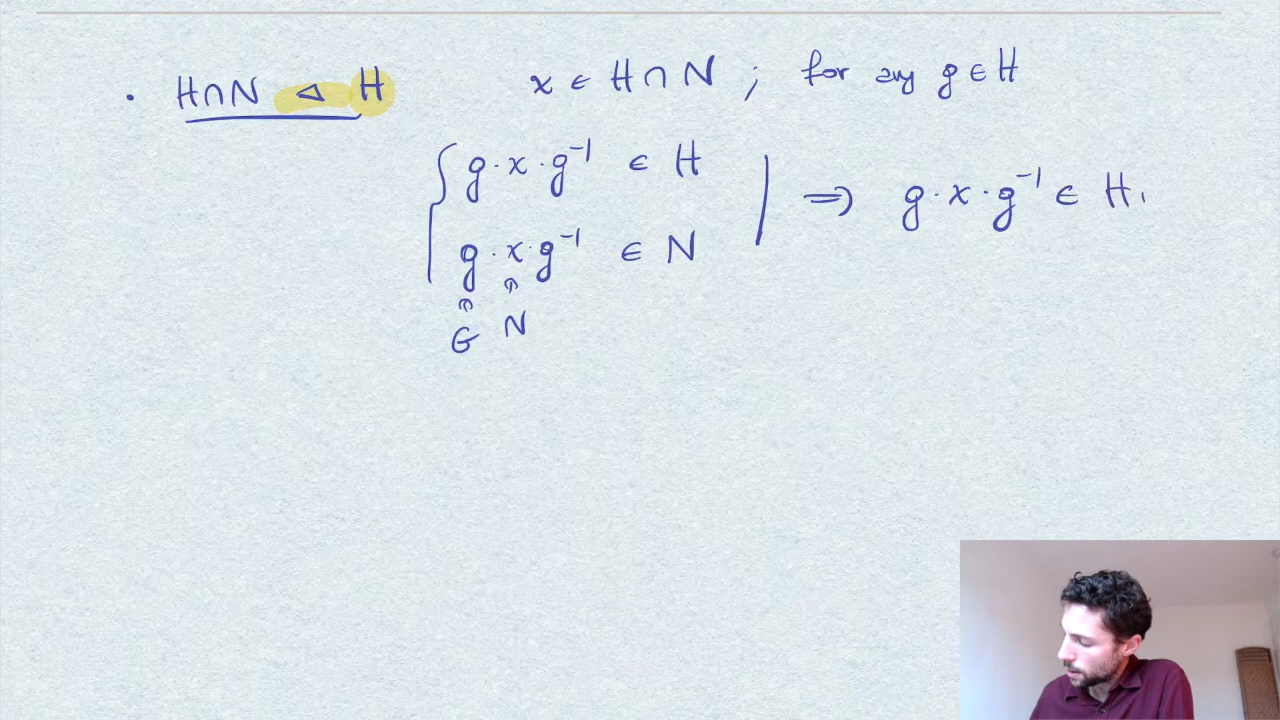 • H∩N ◁ H x ∈ H ∩ N ; for any g ∈ H
{ g · x · g⁻¹ ∈ H
g · x · g⁻¹ ∈ N | ⇒ g · x · g⁻¹ ∈ H
G N